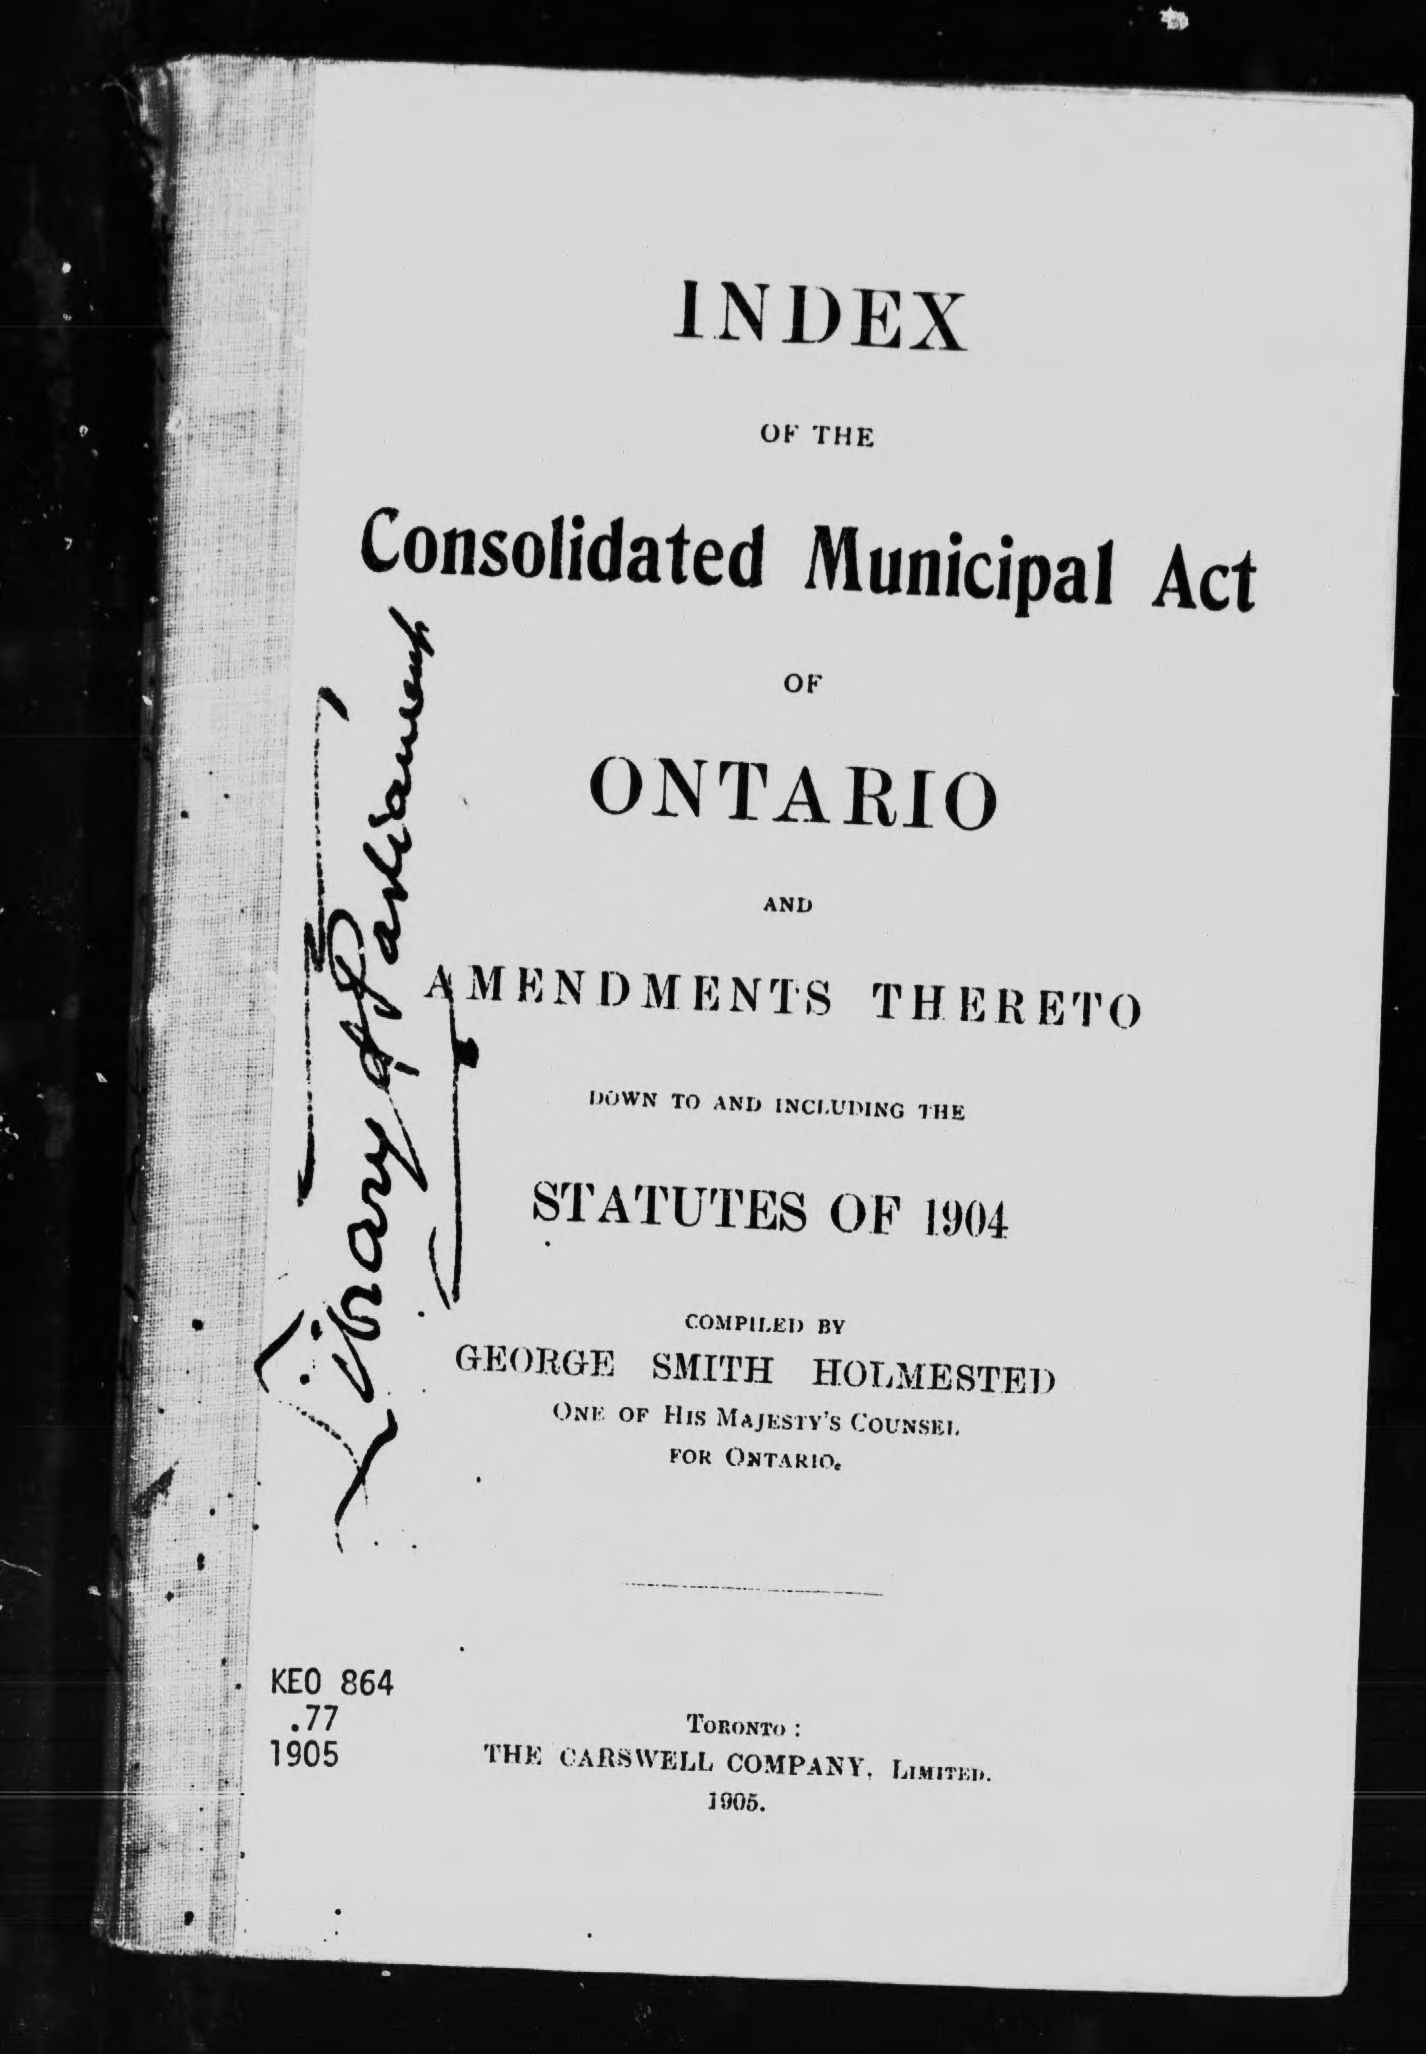 INDEX
OF THE
Consolidated Municipal Act
OF
ONTARIO
AND
AMENDMENTS THERETO
DOWN TO AND INCLUDING THE
STATUTES OF 1904
COMPILED BY
GEORGE SMITH HOLMESTED
ONE OF HIS MAJESTY'S COUNSEL
FOR ONTARIO.
Library of Parliament
KEO 864
.77
1905
TORONTO:
THE CARSWELL COMPANY, LIMITED.
1905.